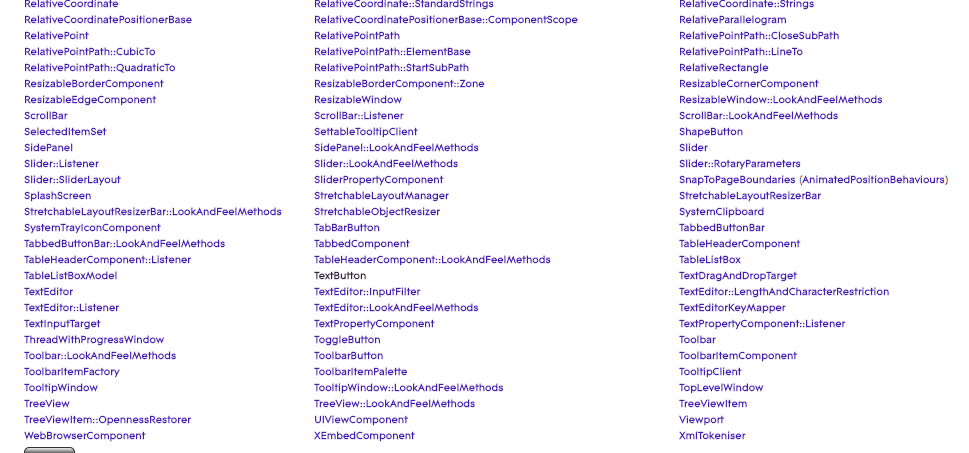 RelativeCoordinate RelativeCoordinate::StandardStrings RelativeCoordinate::Strings
RelativeCoordinatePositionerBase RelativeCoordinatePositionerBase::ComponentScope RelativeParallelogram
RelativePoint RelativePointPath RelativePointPath::CloseSubPath
RelativePointPath::CubicTo RelativePointPath::ElementBase RelativePointPath::LineTo
RelativePointPath::QuadraticTo RelativePointPath::StartSubPath RelativeRectangle
ResizableBorderComponent ResizableBorderComponent::Zone ResizableCornerComponent
ResizableEdgeComponent ResizableWindow ResizableWindow::LookAndFeelMethods
ScrollBar ScrollBar::Listener ScrollBar::LookAndFeelMethods
SelectedItemSet SettableTooltipClient ShapeButton
SidePanel SidePanel::LookAndFeelMethods Slider
Slider::Listener Slider::LookAndFeelMethods Slider::RotaryParameters
Slider::SliderLayout SliderPropertyComponent SnapToPageBoundaries (AnimatedPositionBehaviours)
SplashScreen StretchableLayoutManager StretchableLayoutResizerBar
StretchableLayoutResizerBar::LookAndFeelMethods StretchableObjectResizer SystemClipboard
SystemTrayIconComponent TabBarButton TabbedButtonBar
TabbedButtonBar::LookAndFeelMethods TabbedComponent TableHeaderComponent
TableHeaderComponent::Listener TableHeaderComponent::LookAndFeelMethods TableListBox
TableListBoxModel TextButton TextDragAndDropTarget
TextEditor TextEditor::InputFilter TextEditor::LengthAndCharacterRestriction
TextEditor::Listener TextEditor::LookAndFeelMethods TextEditorKeyMapper
TextInputTarget TextPropertyComponent TextPropertyComponent::Listener
ThreadWithProgressWindow ToggleButton Toolbar
Toolbar::LookAndFeelMethods ToolbarButton ToolbarItemComponent
ToolbarItemFactory ToolbarItemPalette TooltipClient
TooltipWindow TooltipWindow::LookAndFeelMethods TopLevelWindow
TreeView TreeView::LookAndFeelMethods TreeViewItem
TreeViewItem::OpennessRestorer UIViewComponent Viewport
WebBrowserComponent XEmbedComponent XmlTokeniser